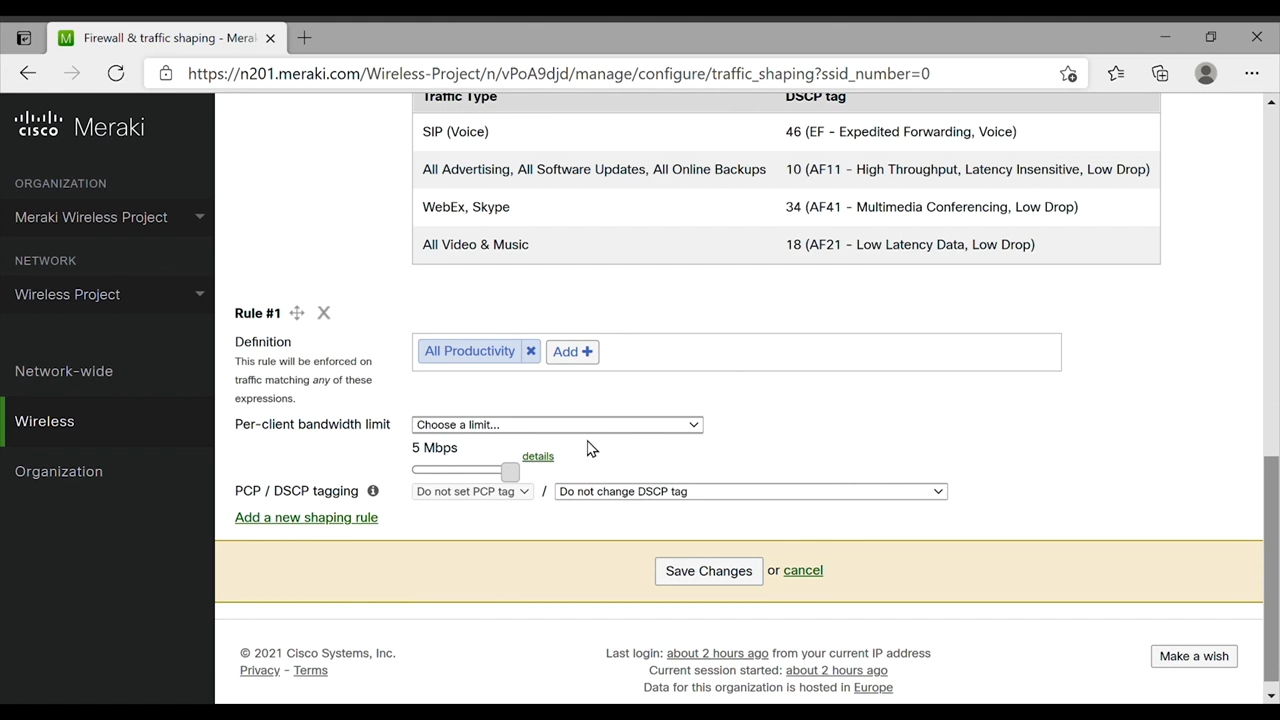 Firewall & traffic shaping - Mera
https://n201.meraki.com/Wireless-Project/n/vPoA9djd/manage/configure/traffic_shaping?ssid_number=0
CISCO Meraki
ORGANIZATION
Meraki Wireless Project
NETWORK
Wireless Project
Network-wide
Wireless
Organization
Traffic Type DSCP tag
SIP (Voice) 46 (EF - Expedited Forwarding, Voice)
All Advertising, All Software Updates, All Online Backups 10 (AF11 - High Throughput, Latency Insensitive, Low Drop)
WebEx, Skype 34 (AF41 - Multimedia Conferencing, Low Drop)
All Video & Music 18 (AF21 - Low Latency Data, Low Drop)
Rule #1 X
Definition
This rule will be enforced on
traffic matching any of these
expressions.
All Productivity Add +
Per-client bandwidth limit Choose a limit...
5 Mbps details
PCP / DSCP tagging Do not set PCP tag / Do not change DSCP tag
Add a new shaping rule
Save Changes or cancel
© 2021 Cisco Systems, Inc.
Privacy - Terms
Last login: about 2 hours ago from your current IP address
Current session started: about 2 hours ago
Data for this organization is hosted in Europe
Make a wish